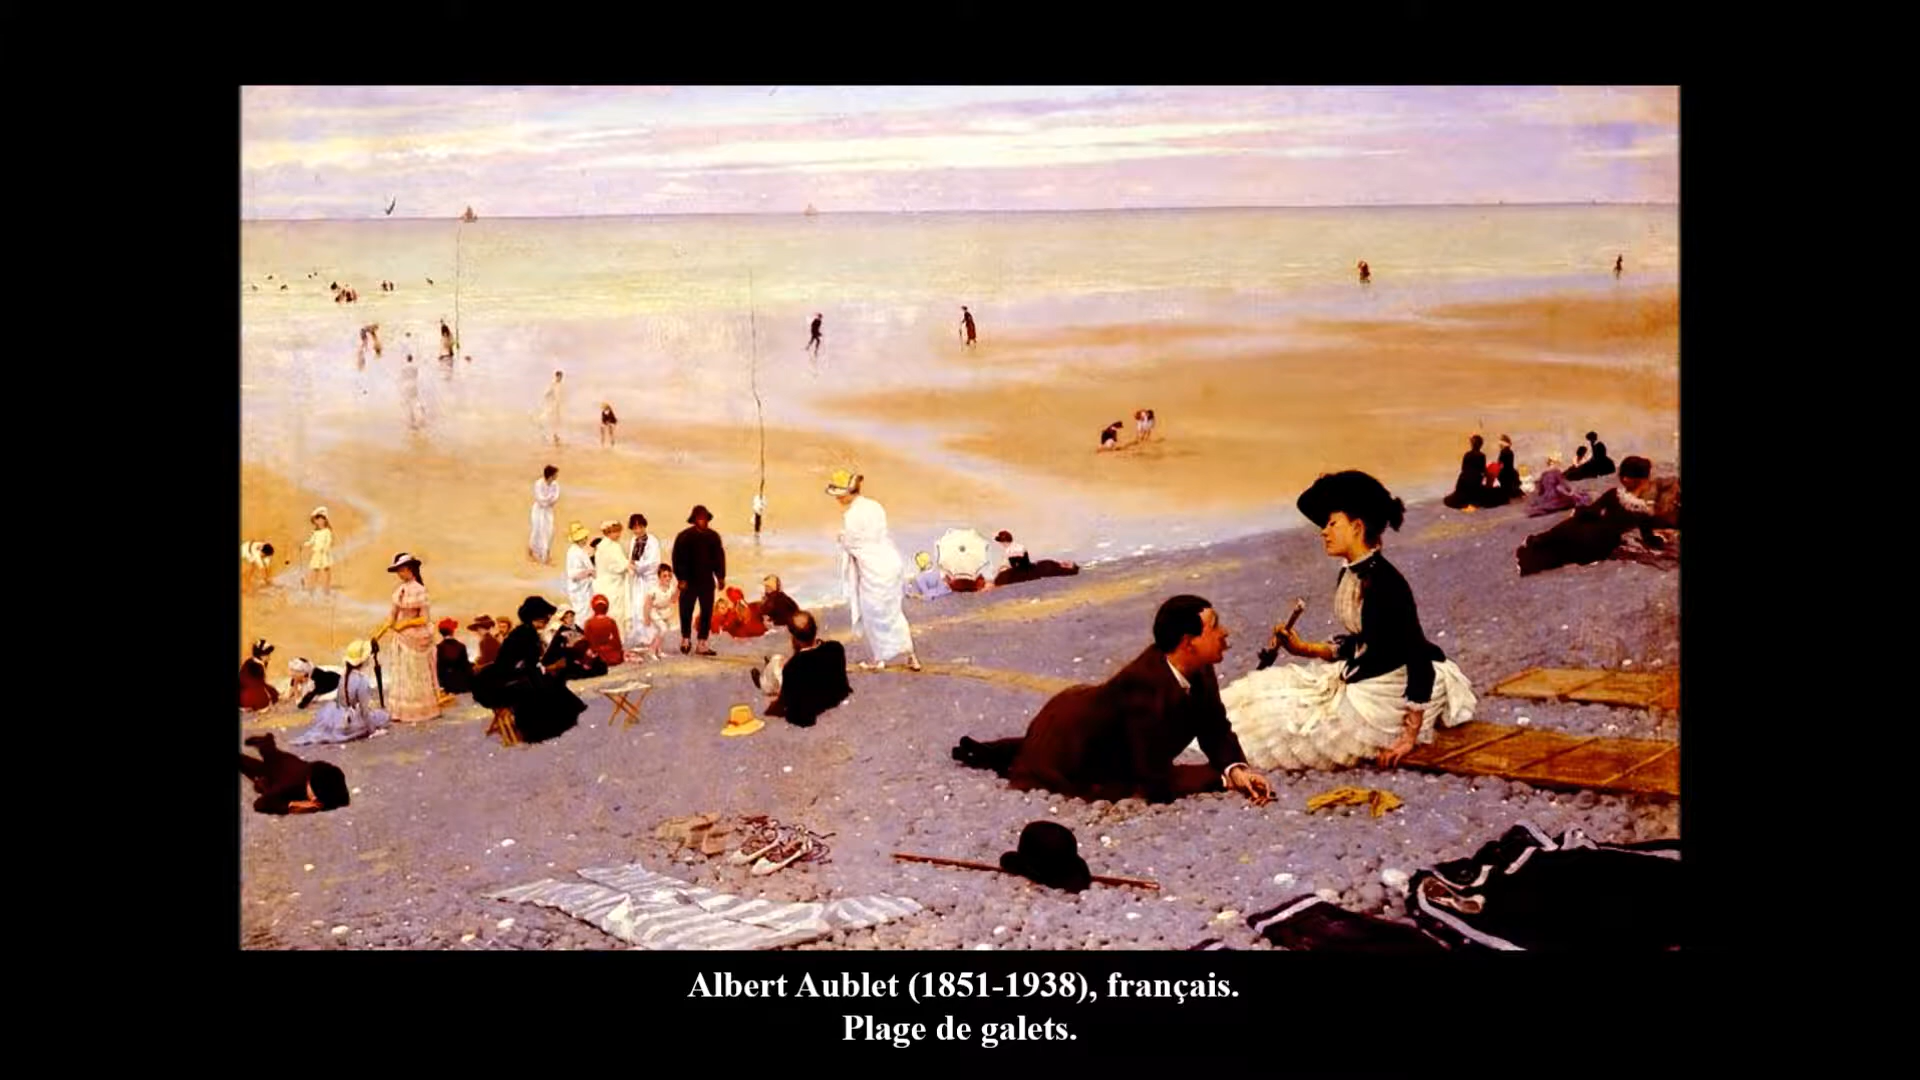 Albert Aublet (1851-1938), français.
Plage de galets.